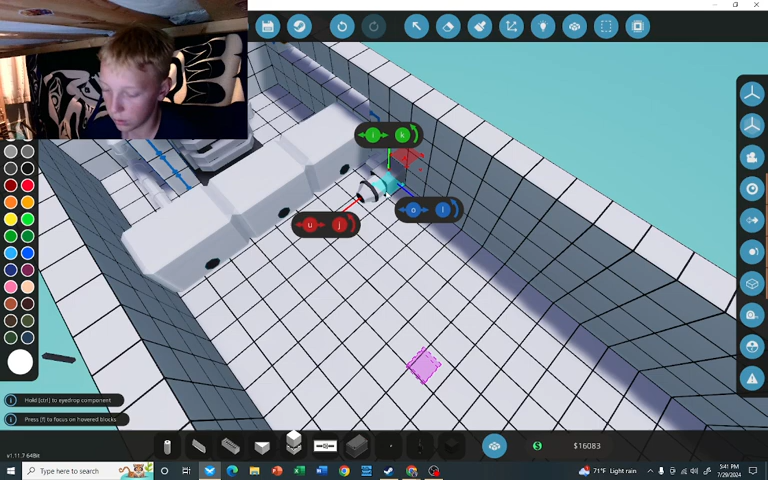 i k
o l
u j
Hold [ctrl] to eyedrop component
Press [f] to focus on hovered blocks
$ $16083
v1.11.7 64Bit
Type here to search
71°F Light rain
5:41 PM
7/29/2024